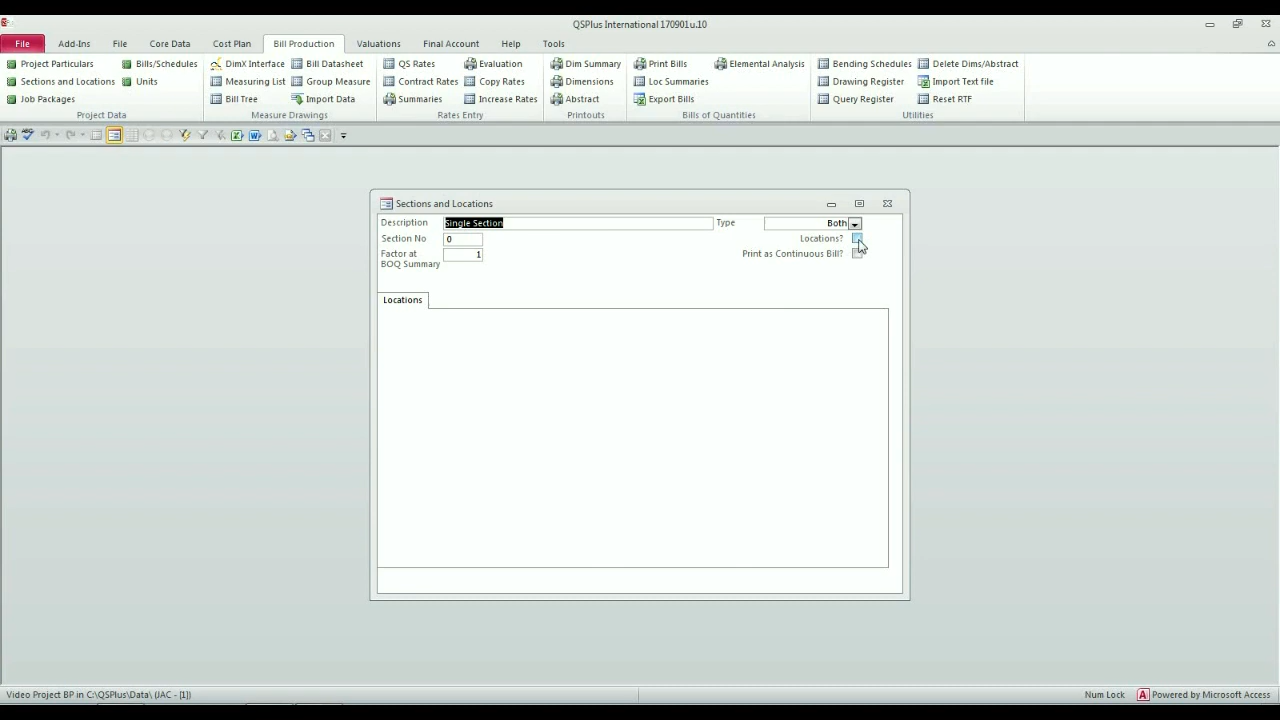 QSPlus International 170901u.10
File Add-Ins File Core Data Cost Plan Bill Production Valuations Final Account Help Tools
Project Particulars Bills/Schedules DimX Interface Bill Datasheet QS Rates Evaluation Dim Summary Print Bills Elemental Analysis Bending Schedules Delete Dims/Abstract
Sections and Locations Units Measuring List Group Measure Contract Rates Copy Rates Dimensions Loc Summaries Drawing Register Import Text file
Job Packages Bill Tree Import Data Summaries Increase Rates Abstract Export Bills Query Register Reset RTF
Project Data Measure Drawings Rates Entry Printouts Bills of Quantities Utilities
Sections and Locations
Description Single Section Type Both
Section No 0 Locations?
Factor at 1 Print as Continuous Bill?
BOQ Summary
Locations
Video Project BP in C:\QSPlus\Data\ (JAC - [1]) Num Lock A Powered by Microsoft Access